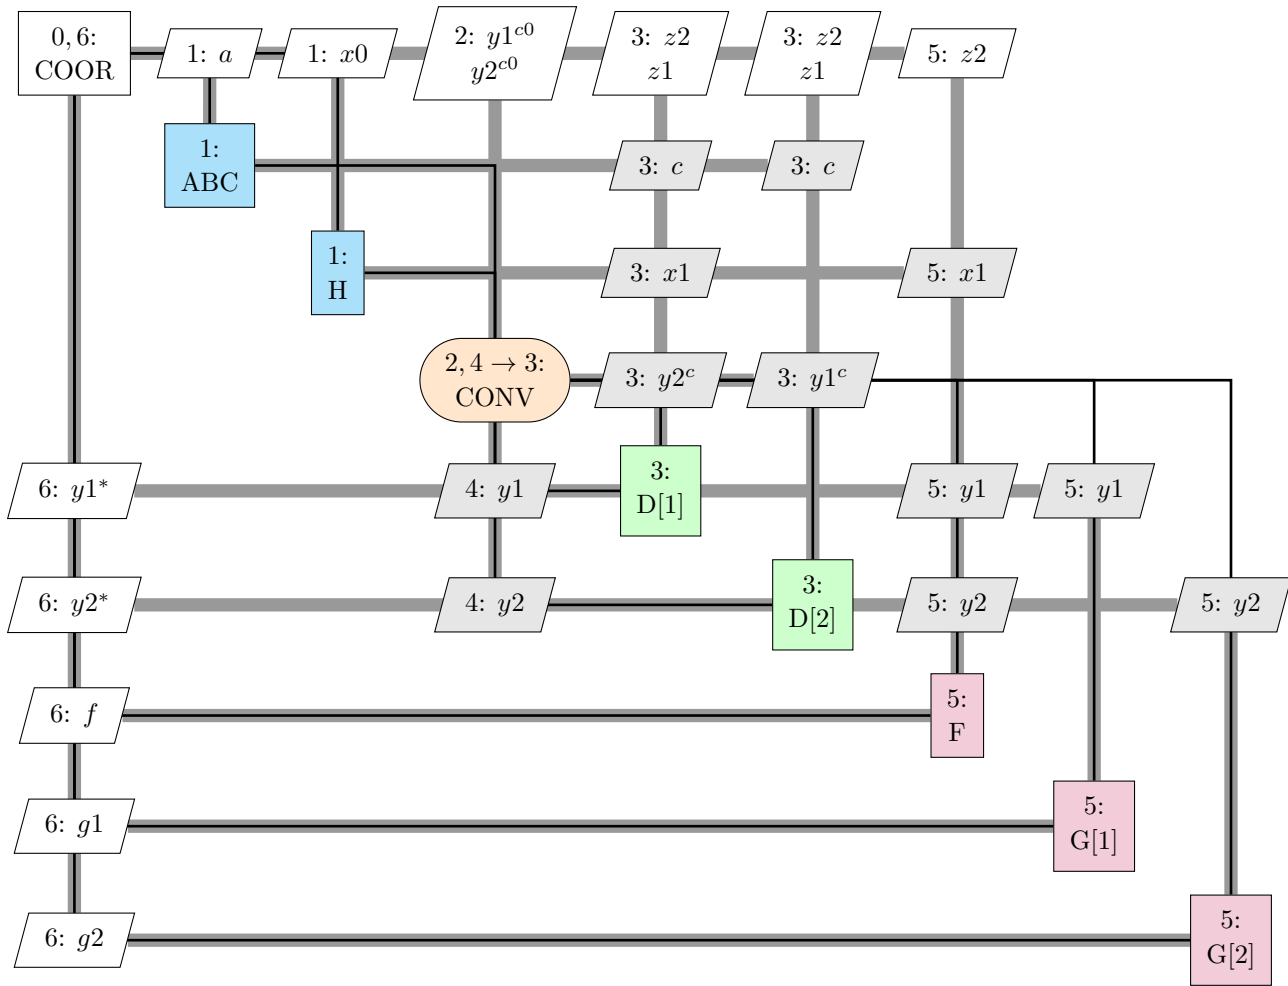 0, 6:
COOR
1: a
1: x0
2: y1^{c0}
y2^{c0}
3: z2
z1
3: z2
z1
5: z2
1:
ABC
3: c
3: c
1:
H
3: x1
5: x1
2, 4 → 3:
CONV
3: y2^c
3: y1^c
6: y1*
4: y1
3:
D[1]
5: y1
5: y1
6: y2*
4: y2
3:
D[2]
5: y2
5: y2
6: f
5:
F
6: g1
5:
G[1]
6: g2
5:
G[2]